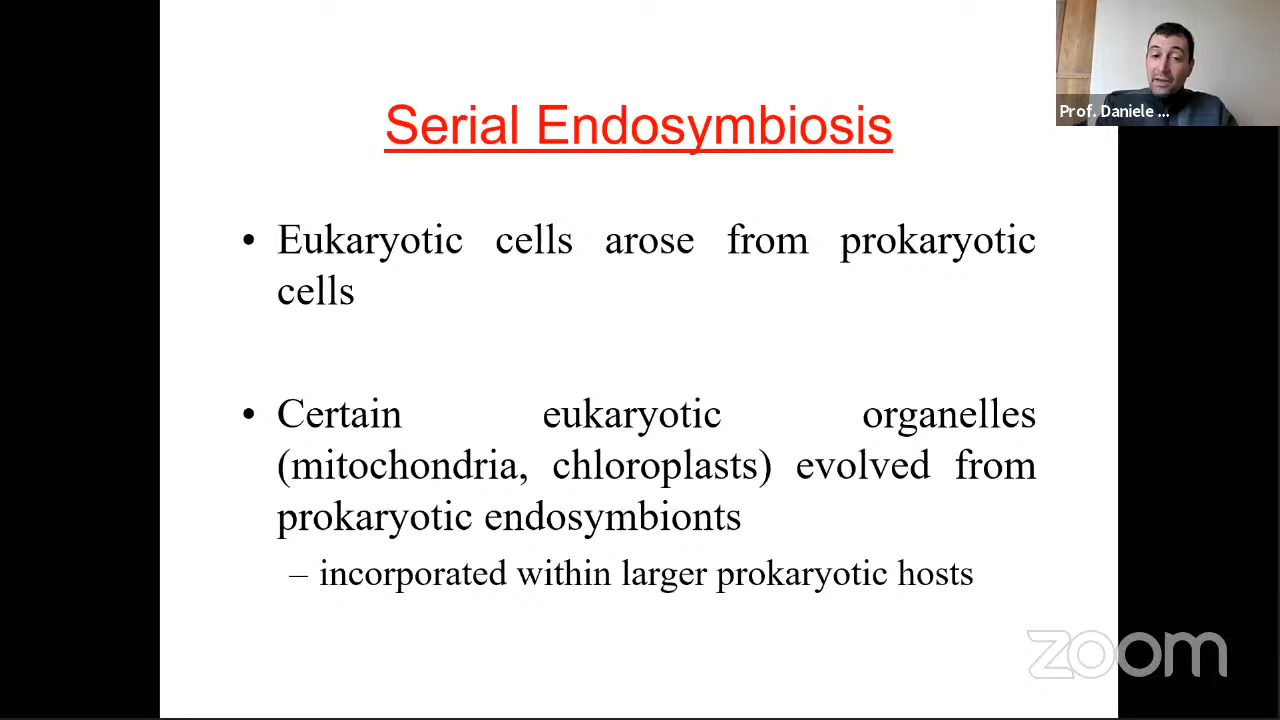 Serial Endosymbiosis
• Eukaryotic cells arose from prokaryotic
cells
• Certain eukaryotic organelles
(mitochondria, chloroplasts) evolved from
prokaryotic endosymbionts
– incorporated within larger prokaryotic hosts
Prof. Daniele ...
zoom